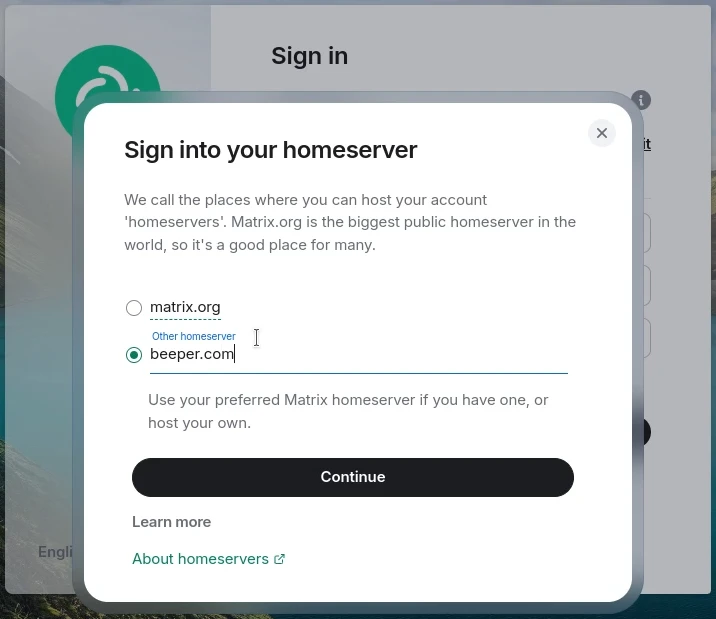 Sign in
it
Sign into your homeserver
We call the places where you can host your account
'homeservers'. Matrix.org is the biggest public homeserver in the
world, so it's a good place for many.
matrix.org
Other homeserver
beeper.com
Use your preferred Matrix homeserver if you have one, or
host your own.
Continue
Learn more
Engli
About homeservers